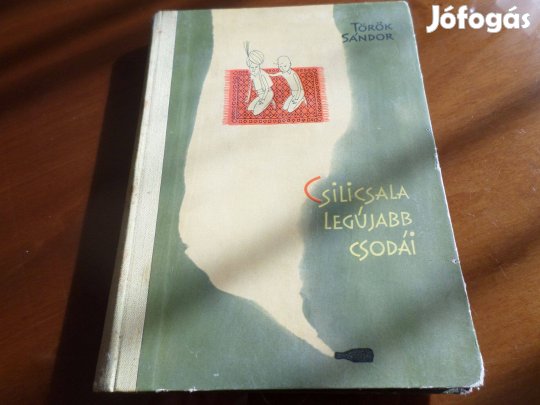 Jófogás
TÖRÖK
SÁNDOR
CSILICSALA
LEGÚJABB
CSODÁI